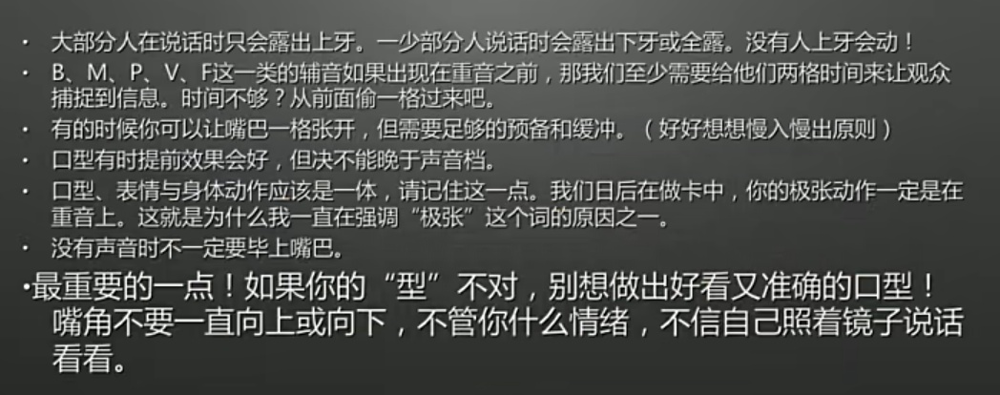 • 大部分人在说话时只会露出上牙。一少部分人说话时会露出下牙或全露。没有人上牙会动！
• B、M、P、V、F这一类的辅音如果出现在重音之前，那我们至少需要给他们两格时间来让观众
捕捉到信息。时间不够？从前面偷一格过来吧。
• 有的时候你可以让嘴巴一格张开，但需要足够的预备和缓冲。（好好想想慢入慢出原则）
• 口型有时提前效果会好，但决不能晚于声音档。
• 口型、表情与身体动作应该是一体，请记住这一点。我们日后在做卡中，你的极张动作一定是在
重音上。这就是为什么我一直在强调“极张”这个词的原因之一。
• 没有声音时不一定要毕上嘴巴。
•最重要的一点！如果你的“型”不对，别想做出好看又准确的口型！
嘴角不要一直向上或向下，不管你什么情绪，不信自己照着镜子说话
看看。